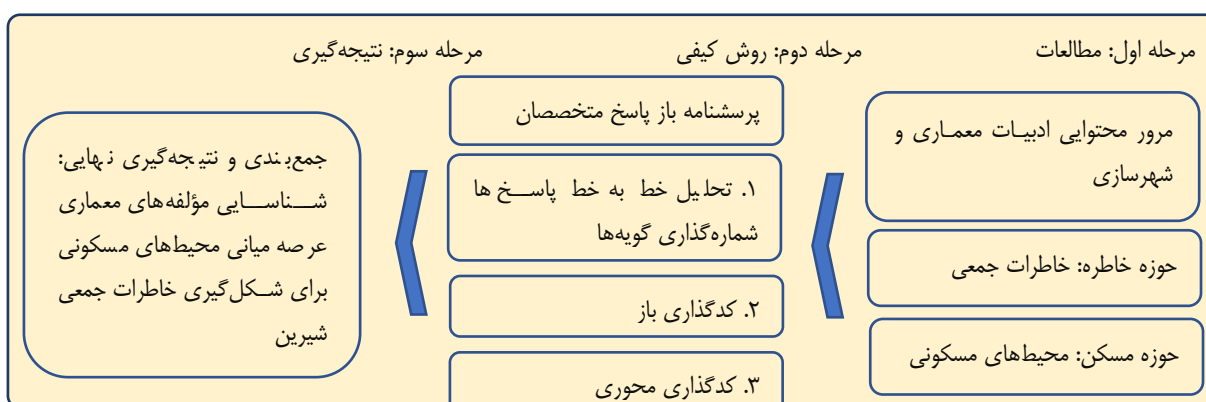 مرحله اول: مطالعات
مرحله دوم: روش کیفی
مرحله سوم: نتیجه‌گیری
مرور محتوایی ادبیات معماری و
شهرسازی
حوزه خاطره: خاطرات جمعی
حوزه مسکن: محیط‌های مسکونی
پرسشنامه باز پاسخ متخصصان
۱. تحلیل خط به خط پاسخ ها
شماره‌گذاری گویه‌ها
۲. کدگذاری باز
۳. کدگذاری محوری
جمع‌بندی و نتیجه‌گیری نهایی:
شناسایی مؤلفه‌های معماری
عرصه میانی محیط‌های مسکونی
برای شکل‌گیری خاطرات جمعی
شیرین